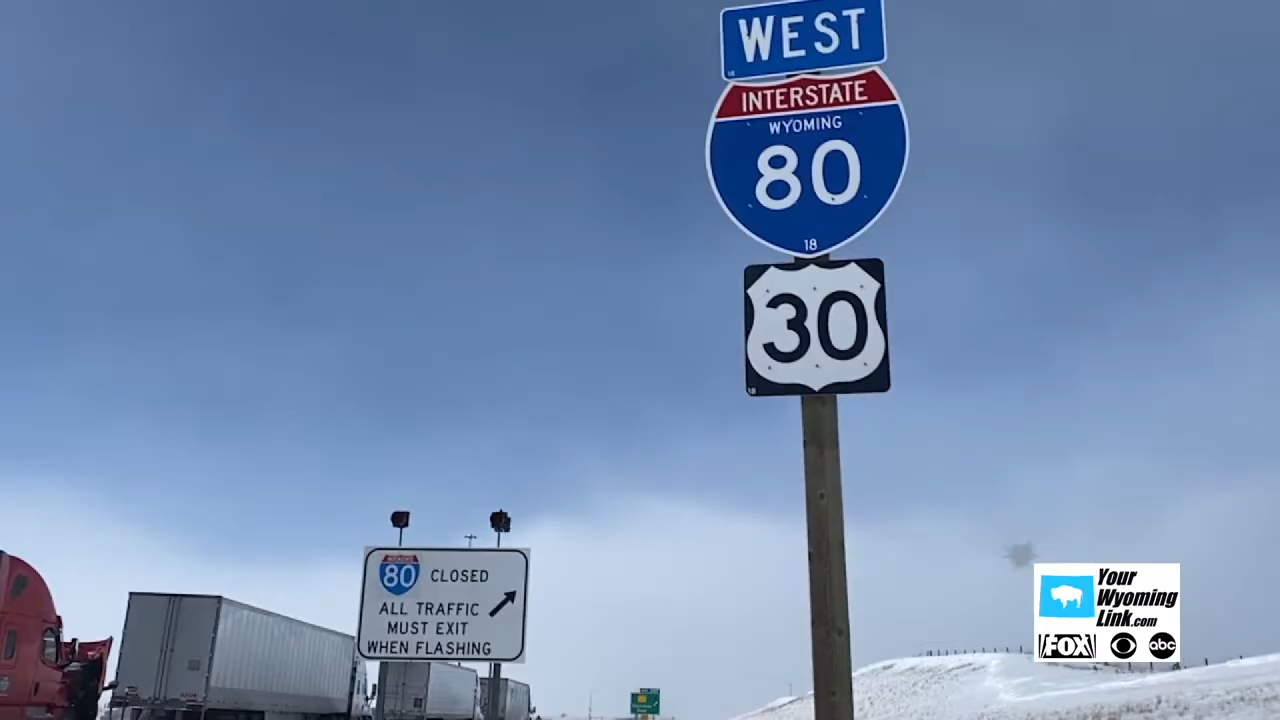 WEST
INTERSTATE
WYOMING
80
18
30
18
80 CLOSED
ALL TRAFFIC
MUST EXIT
WHEN FLASHING
Your
Wyoming
Link.com
FOX
abc